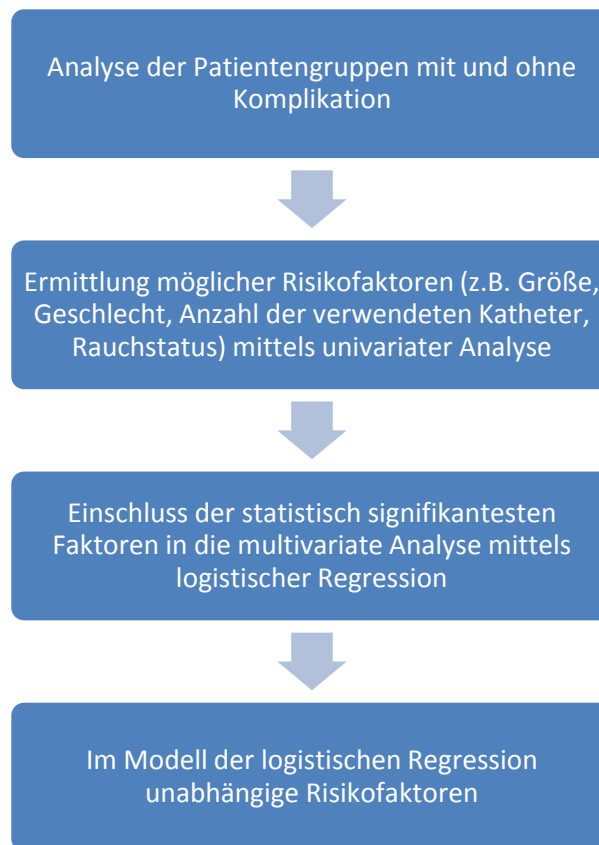 Analyse der Patientengruppen mit und ohne
Komplikation
Ermittlung möglicher Risikofaktoren (z.B. Größe,
Geschlecht, Anzahl der verwendeten Katheter,
Rauchstatus) mittels univariater Analyse
Einschluss der statistisch signifikantesten
Faktoren in die multivariate Analyse mittels
logistischer Regression
Im Modell der logistischen Regression
unabhängige Risikofaktoren